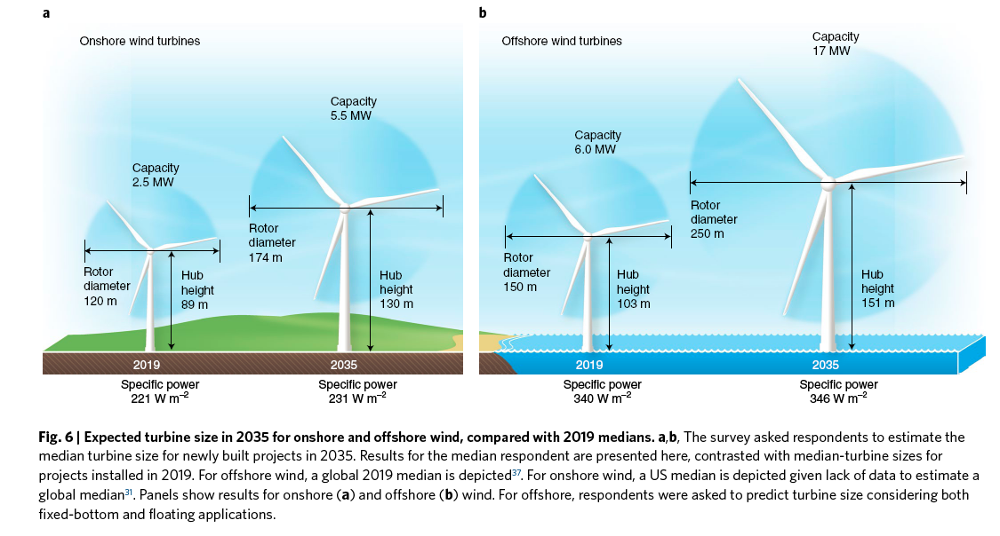 a
Onshore wind turbines
Capacity
2.5 MW
Rotor
diameter
120 m
Hub
height
89 m
Capacity
5.5 MW
Rotor
diameter
174 m
Hub
height
130 m
2019
2035
Specific power
221 W m⁻²
Specific power
231 W m⁻²
b
Offshore wind turbines
Capacity
6.0 MW
Rotor
diameter
150 m
Hub
height
103 m
Capacity
17 MW
Rotor
diameter
250 m
Hub
height
151 m
2019
2035
Specific power
340 W m⁻²
Specific power
346 W m⁻²
Fig. 6 | Expected turbine size in 2035 for onshore and offshore wind, compared with 2019 medians. a,b, The survey asked respondents to estimate the
median turbine size for newly built projects in 2035. Results for the median respondent are presented here, contrasted with median-turbine sizes for
projects installed in 2019. For offshore wind, a global 2019 median is depicted³⁷. For onshore wind, a US median is depicted given lack of data to estimate a
global median³¹. Panels show results for onshore (a) and offshore (b) wind. For offshore, respondents were asked to predict turbine size considering both
fixed-bottom and floating applications.